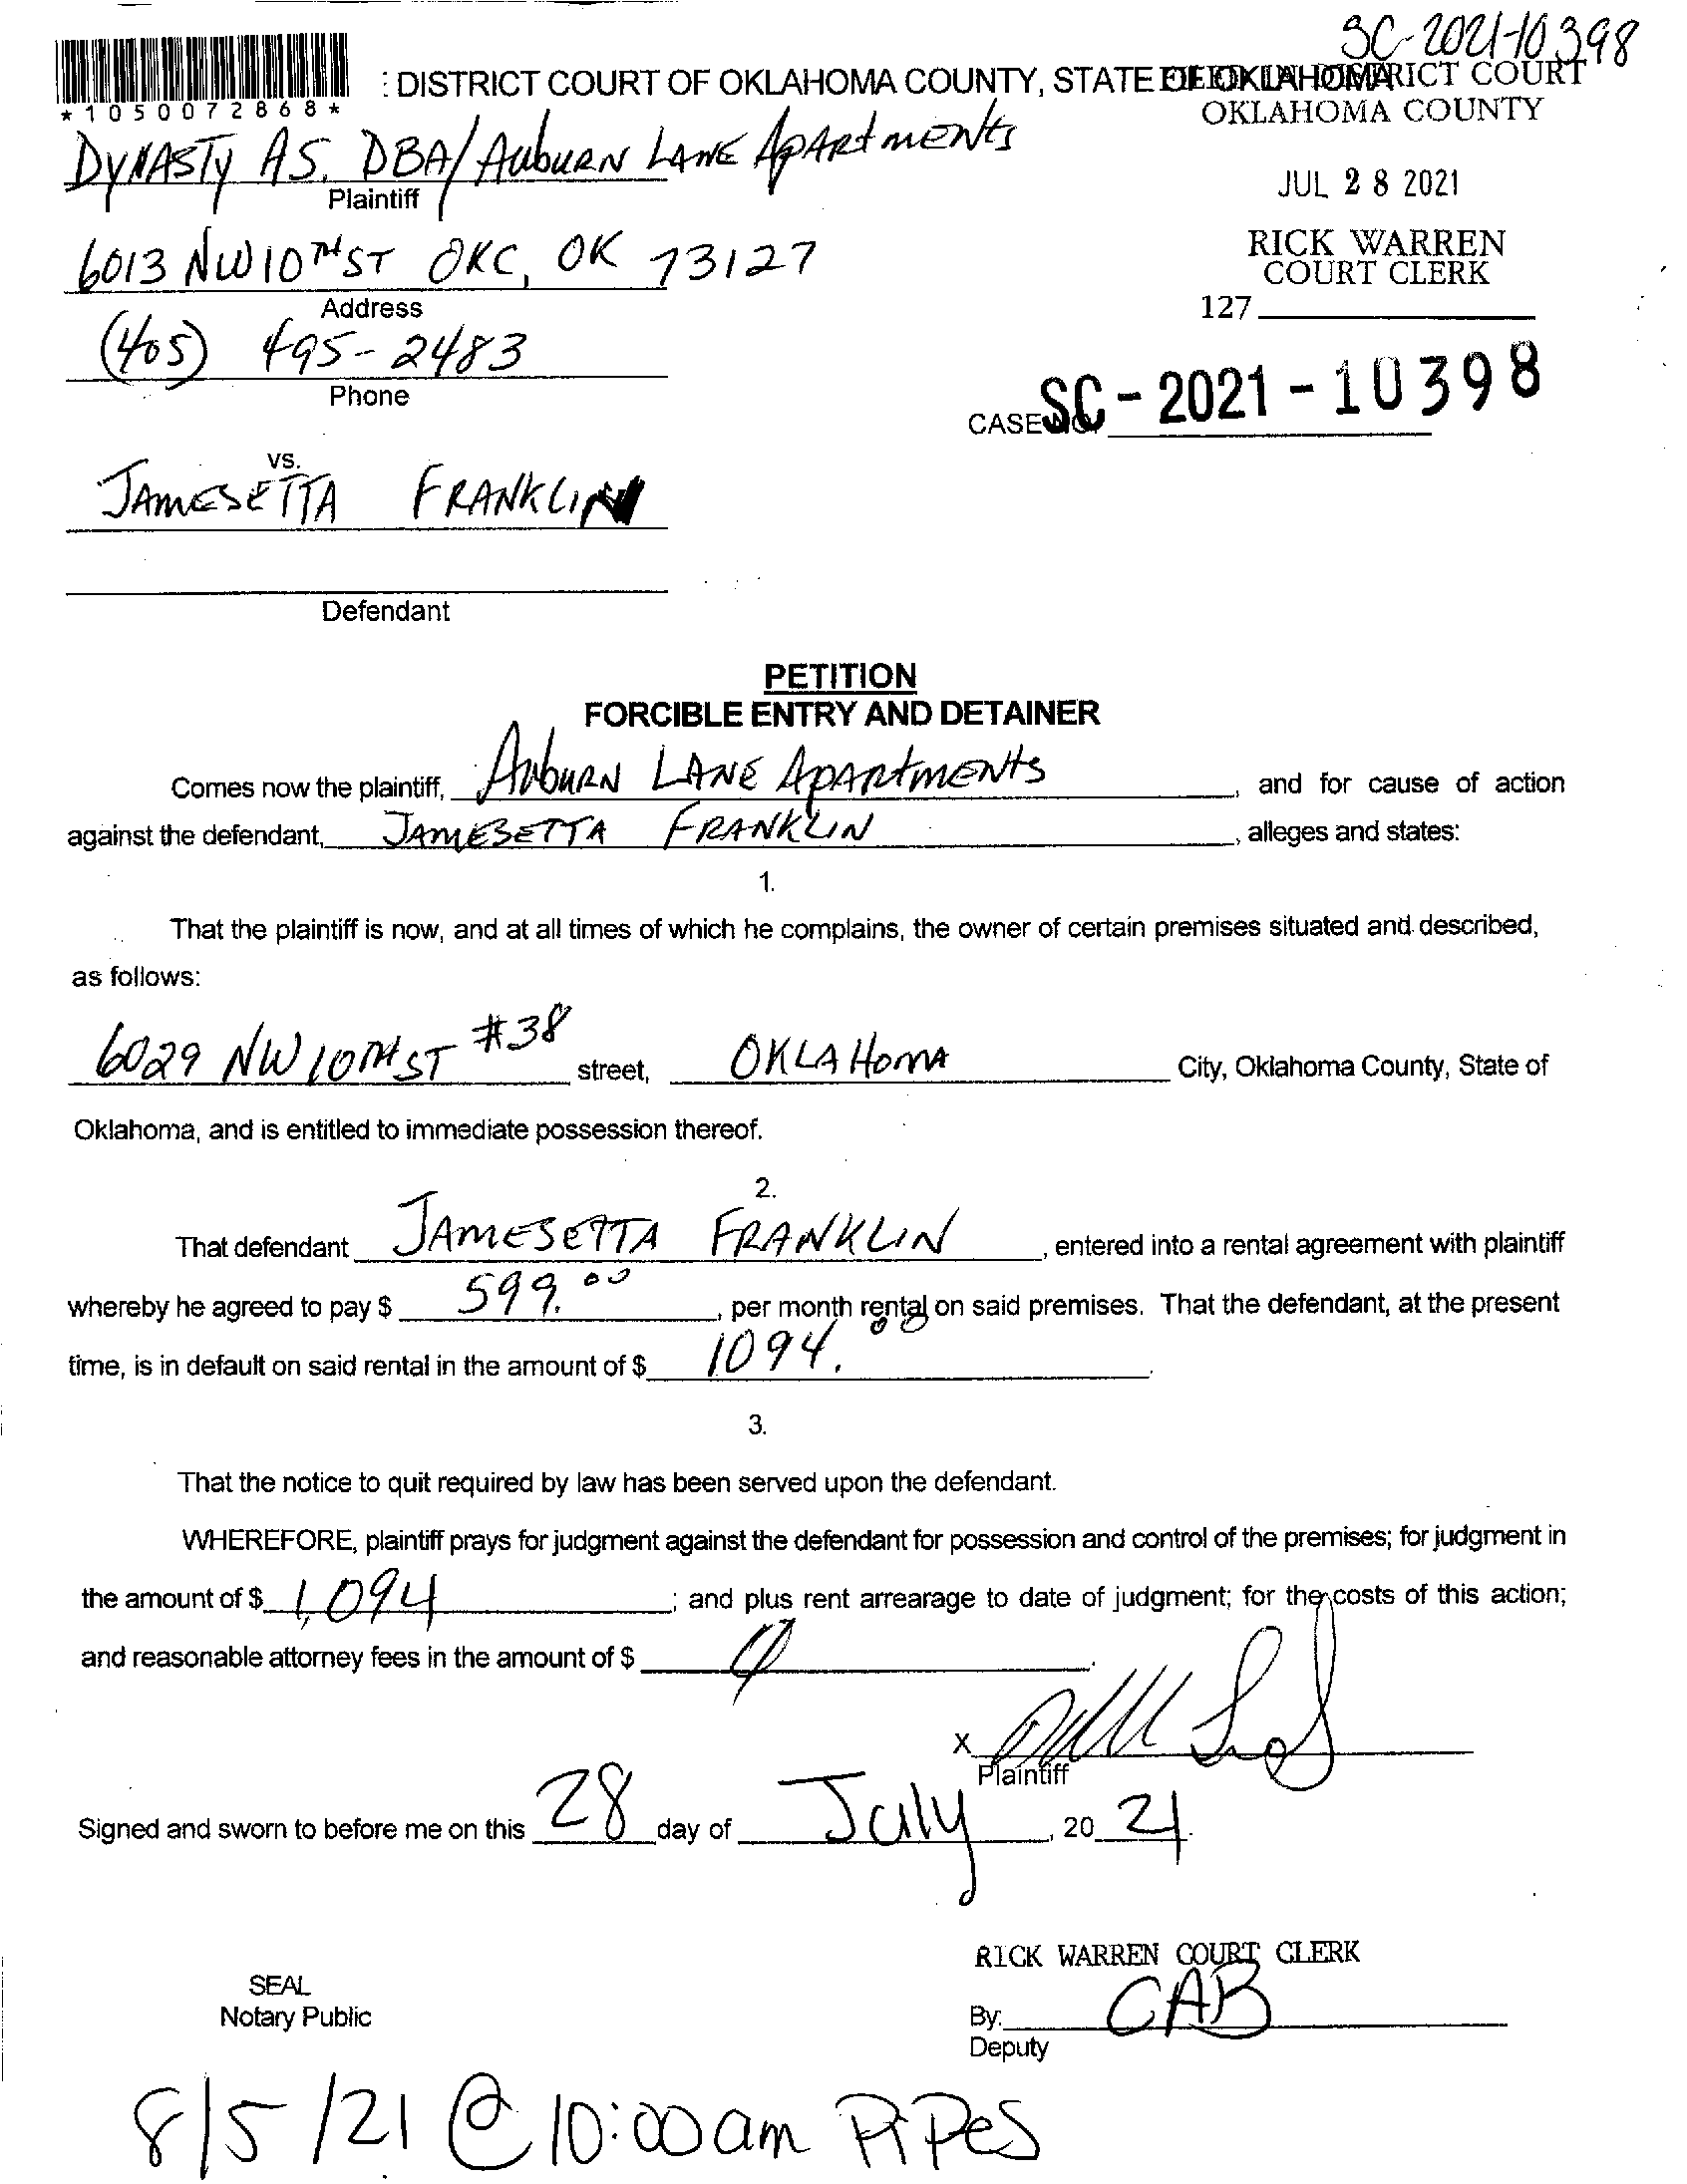 SC-2021-10398
: DISTRICT COURT OF OKLAHOMA COUNTY, STATE OF OKLAHOMA
FILED IN DISTRICT COURT
OKLAHOMA COUNTY
*1050072868*
DYNASTY AS. DBA/ AUBURN LANE APARTMENTS
Plaintiff
JUL 28 2021
6013 NW 10TH ST OKC, OK 73127
Address
RICK WARREN
COURT CLERK
127
(405) 495-2483
Phone
CASE NO. SC-2021-10398
vs.
JAMESETTA FRANKLIN
Defendant
PETITION
FORCIBLE ENTRY AND DETAINER
Comes now the plaintiff, AUBURN LANE APARTMENTS, and for cause of action
against the defendant, JAMESETTA FRANKLIN, alleges and states:
1.
That the plaintiff is now, and at all times of which he complains, the owner of certain premises situated and described,
as follows:
6029 NW 10TH ST #38 street, OKLAHOMA City, Oklahoma County, State of
Oklahoma, and is entitled to immediate possession thereof.
2.
That defendant JAMESETTA FRANKLIN, entered into a rental agreement with plaintiff
whereby he agreed to pay $ 599.00, per month rental on said premises. That the defendant, at the present
time, is in default on said rental in the amount of $ 1094.00.
3.
That the notice to quit required by law has been served upon the defendant.
WHEREFORE, plaintiff prays for judgment against the defendant for possession and control of the premises; for judgment in
the amount of $ 1,094; and plus rent arrearage to date of judgment; for the costs of this action;
and reasonable attorney fees in the amount of $
X
Plaintiff
Signed and sworn to before me on this 28 day of July, 20 21.
RICK WARREN COURT CLERK
SEAL
Notary Public
By: CAB
Deputy
8/5/21 @ 10:00 am PiPes